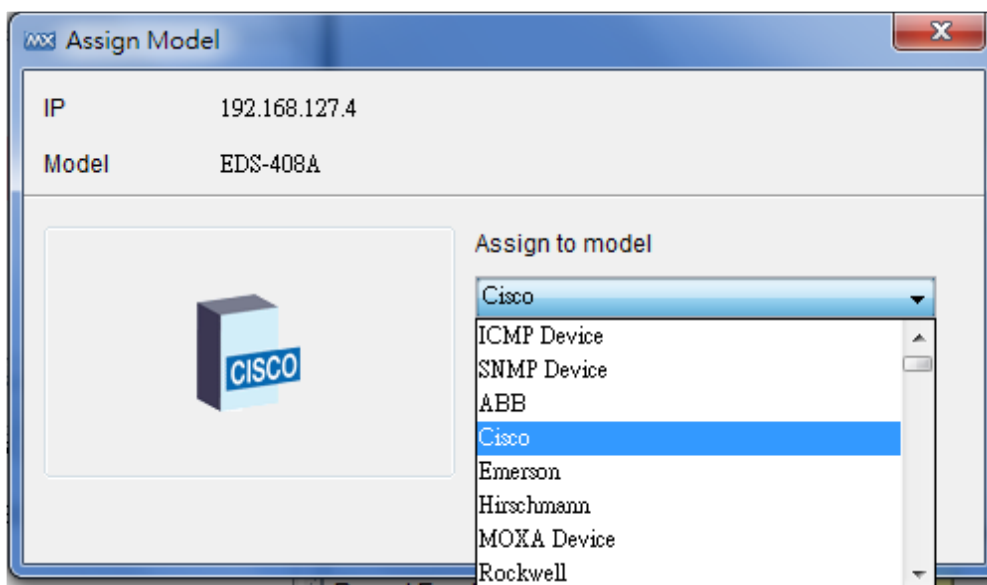 MX Assign Model
IP 192.168.127.4
Model EDS-408A
Assign to model
Cisco
CISCO
ICMP Device
SNMP Device
ABB
Cisco
Emerson
Hirschmann
MOXA Device
Rockwell